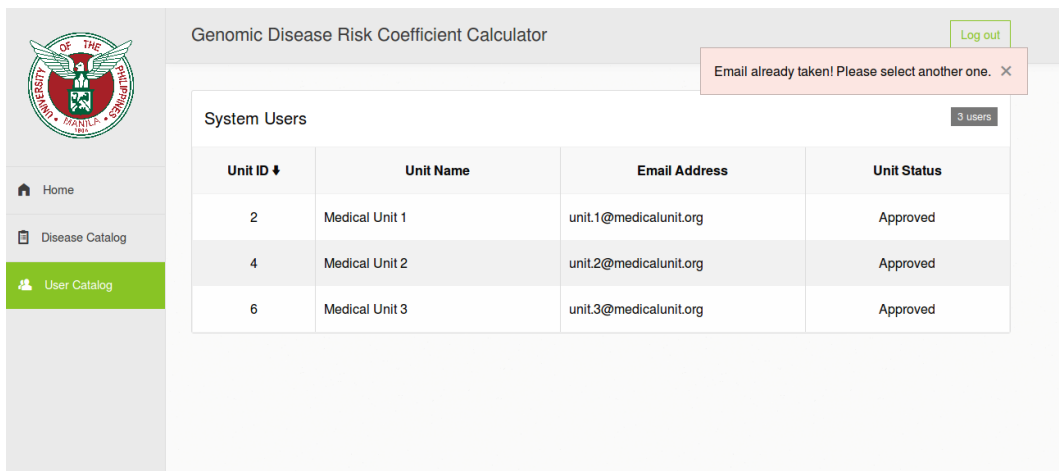 UNIVERSITY OF THE PHILIPPINES
MANILA
1908
Genomic Disease Risk Coefficient Calculator
Log out
Email already taken! Please select another one. ×
Home
Disease Catalog
User Catalog
System Users
3 users
Unit ID Unit Name Email Address Unit Status
2 Medical Unit 1 unit.1@medicalunit.org Approved
4 Medical Unit 2 unit.2@medicalunit.org Approved
6 Medical Unit 3 unit.3@medicalunit.org Approved